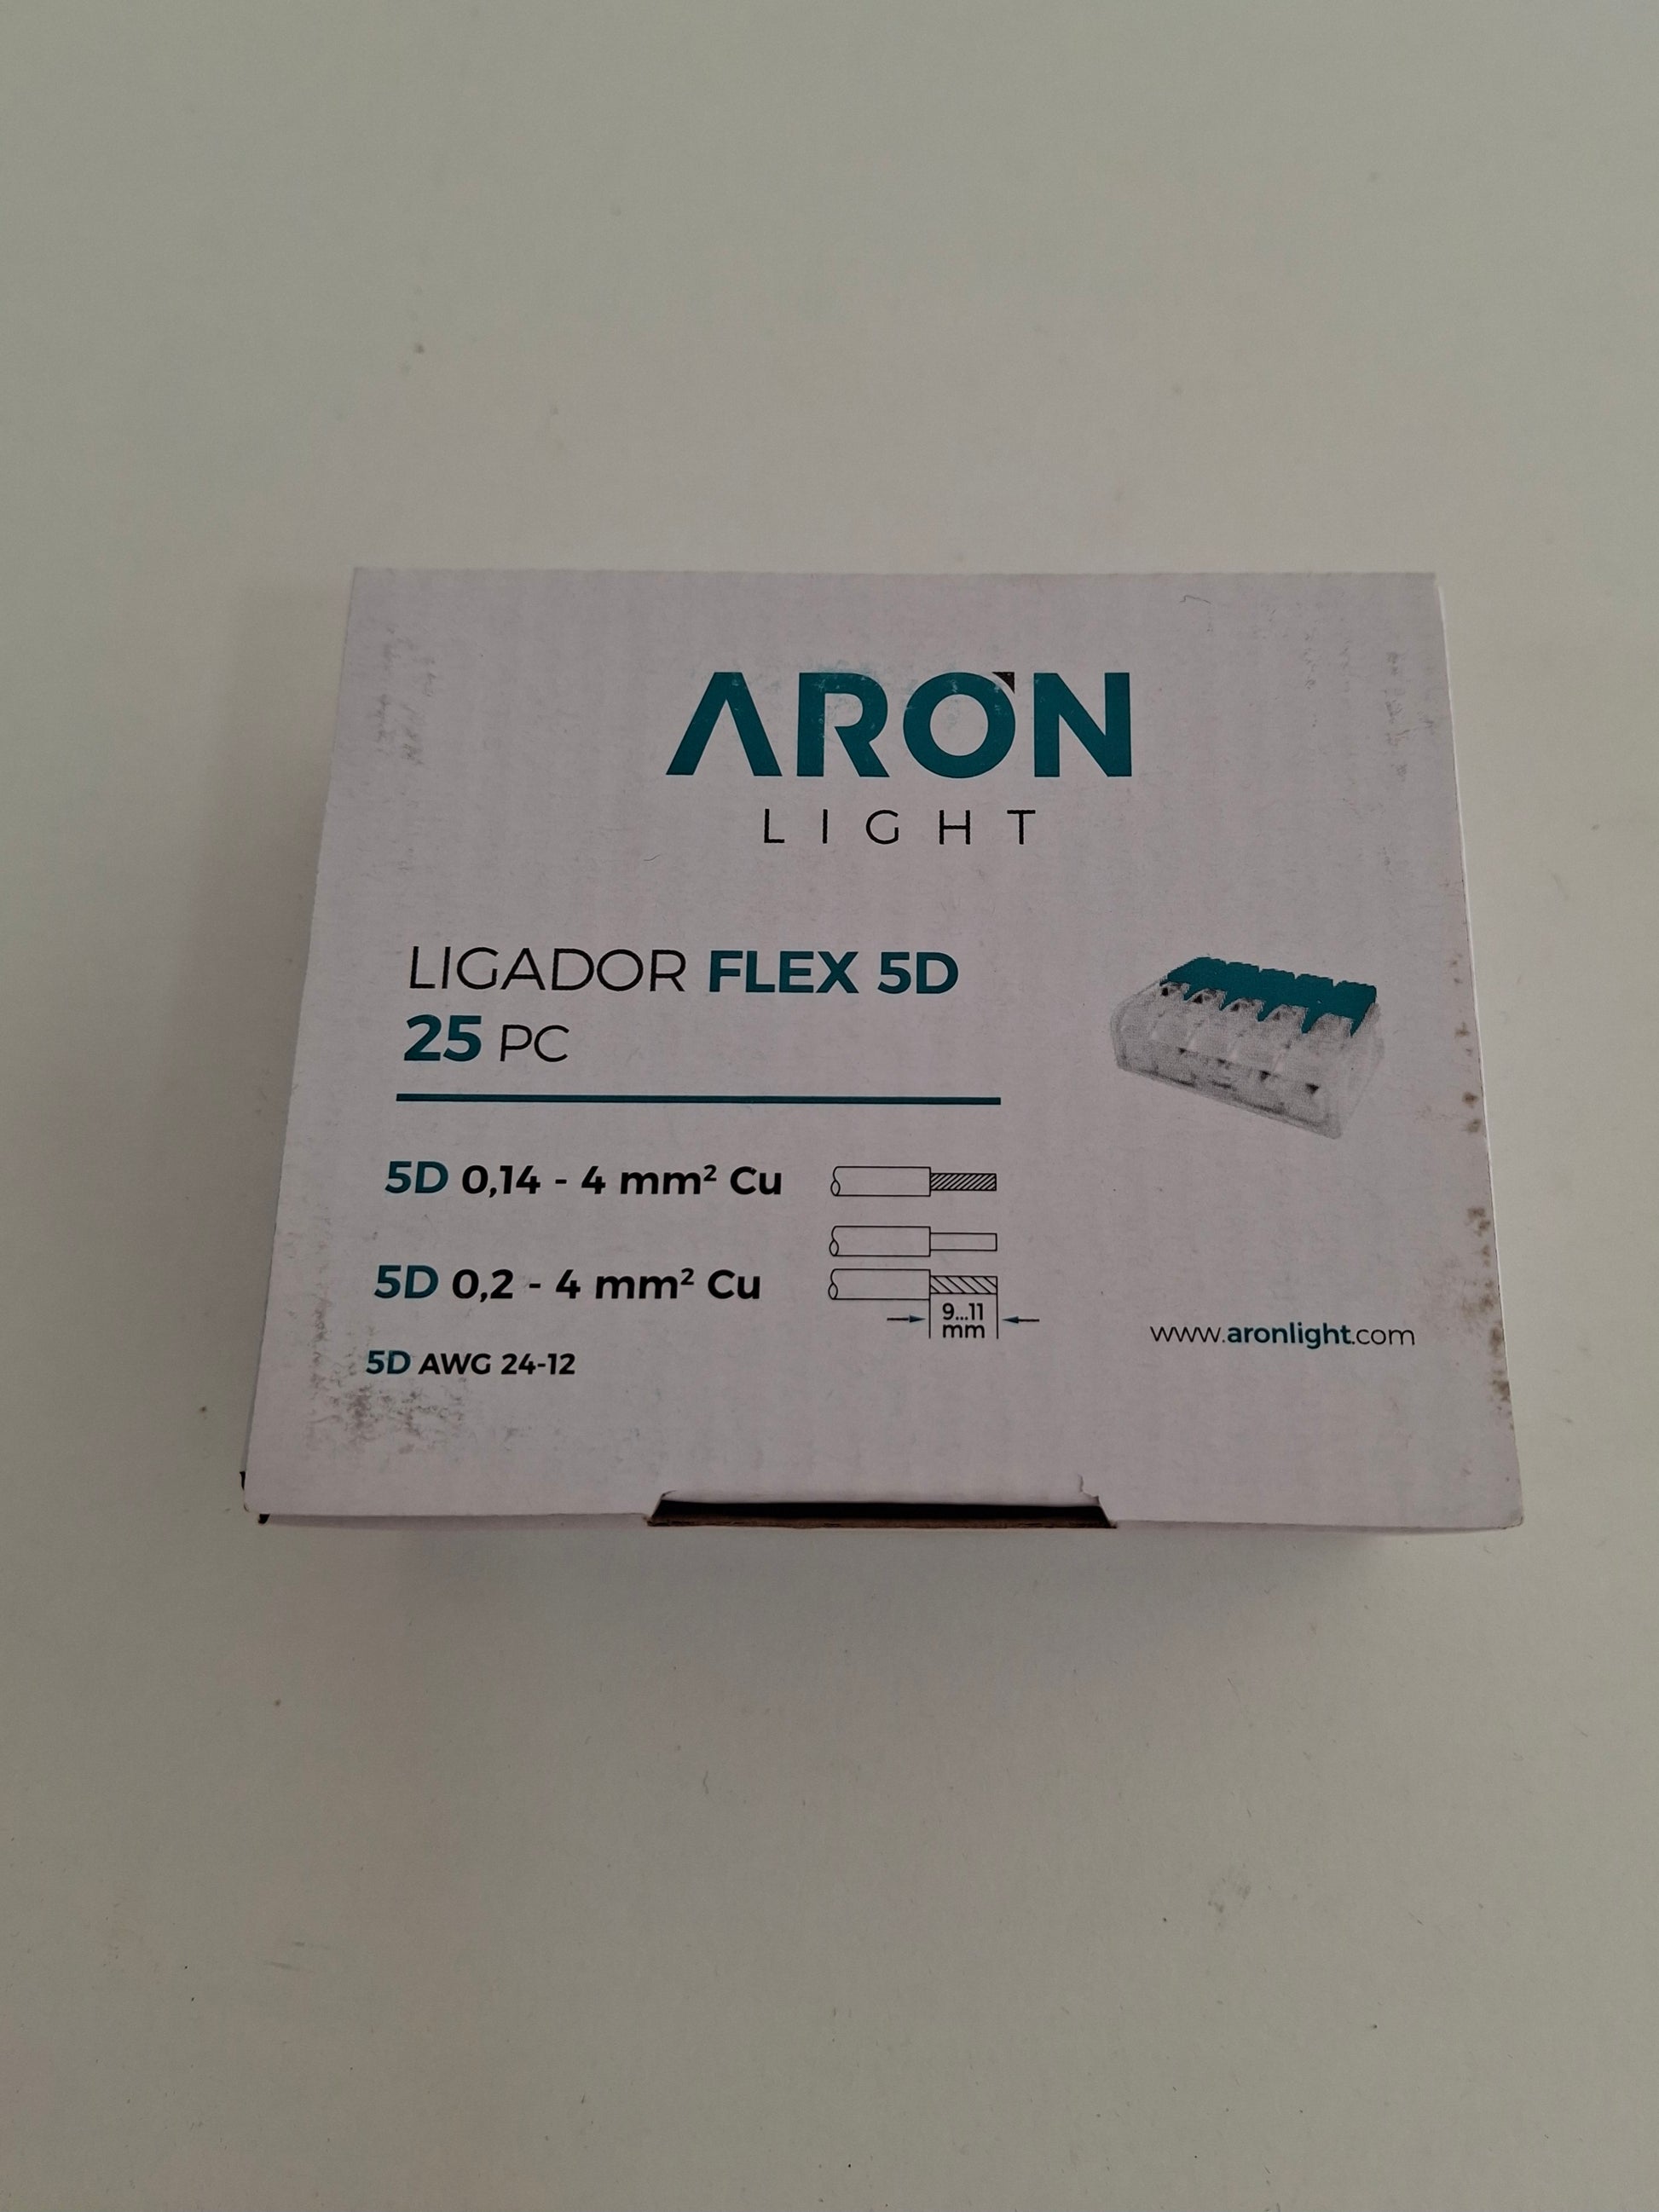 ARON
LIGHT
LIGADOR FLEX 5D
25 PC
5D 0,14 - 4 mm² Cu
5D 0,2 - 4 mm² Cu
9...11
mm
5D AWG 24-12
www.aronlight.com